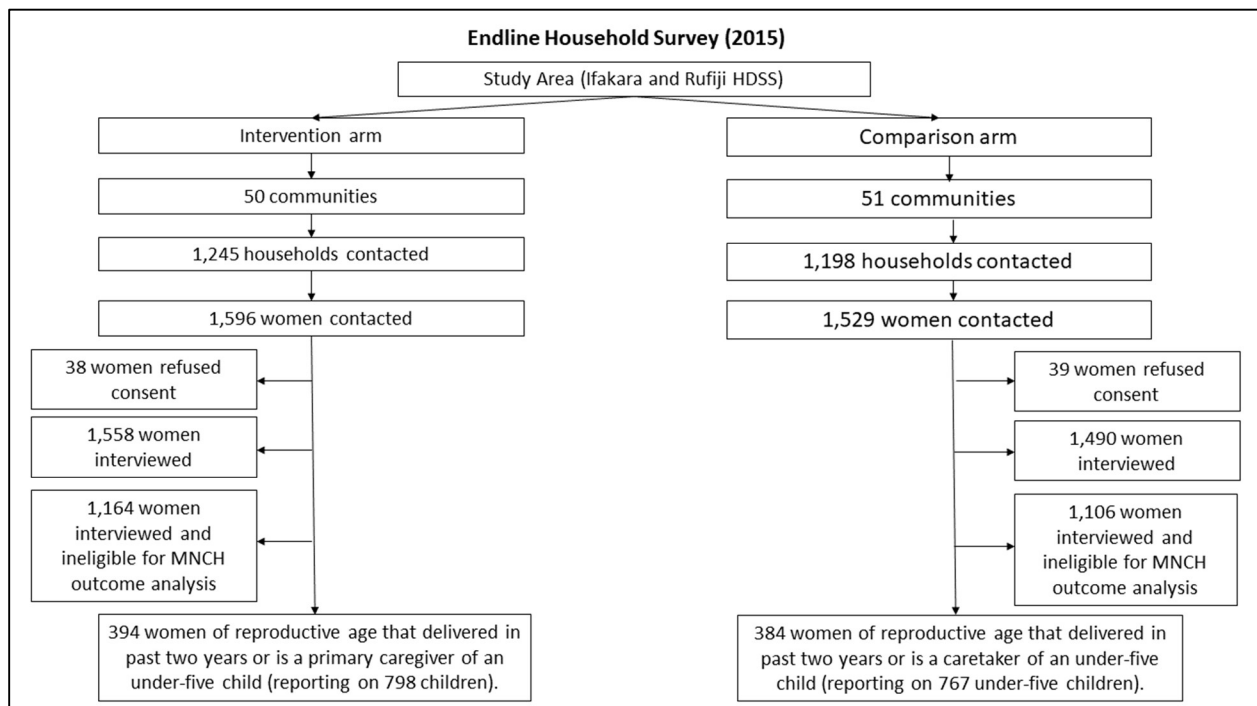 Endline Household Survey (2015)
Study Area (Ifakara and Rufiji HDSS)
Intervention arm
50 communities
1,245 households contacted
1,596 women contacted
38 women refused
consent
1,558 women
interviewed
1,164 women
interviewed and
ineligible for MNCH
outcome analysis
394 women of reproductive age that delivered in
past two years or is a primary caregiver of an
under-five child (reporting on 798 children).
Comparison arm
51 communities
1,198 households contacted
1,529 women contacted
39 women refused
consent
1,490 women
interviewed
1,106 women
interviewed and
ineligible for MNCH
outcome analysis
384 women of reproductive age that delivered in
past two years or is a caretaker of an under-five
child (reporting on 767 under-five children).